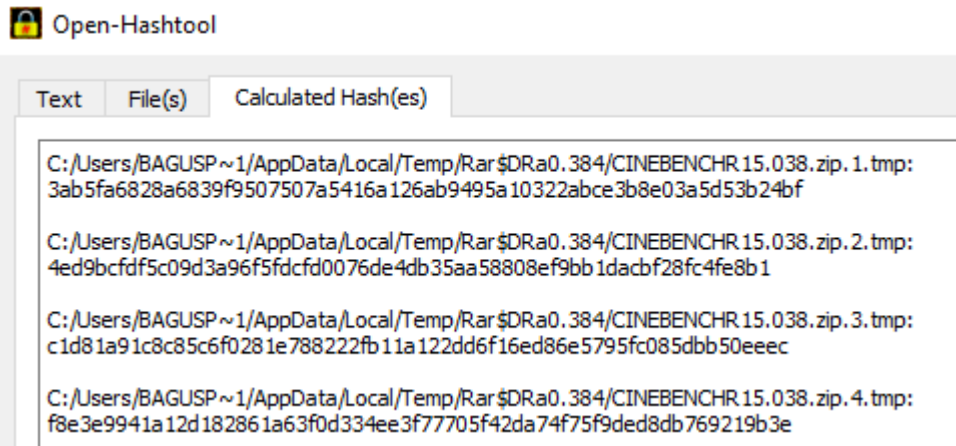 Open-Hashtool
Text File(s) Calculated Hash(es)
C:/Users/BAGUSP~1/AppData/Local/Temp/Rar$DRa0.384/CINEBENCHR15.038.zip.1.tmp:
3ab5fa6828a6839f9507507a5416a126ab9495a10322abce3b8e03a5d53b24bf
C:/Users/BAGUSP~1/AppData/Local/Temp/Rar$DRa0.384/CINEBENCHR15.038.zip.2.tmp:
4ed9bcfdf5c09d3a96f5fdcfd0076de4db35aa58808ef9bb1dacbf28fc4fe8b1
C:/Users/BAGUSP~1/AppData/Local/Temp/Rar$DRa0.384/CINEBENCHR15.038.zip.3.tmp:
c1d81a91c8c85c6f0281e788222fb11a122dd6f16ed86e5795fc085dbb50eeec
C:/Users/BAGUSP~1/AppData/Local/Temp/Rar$DRa0.384/CINEBENCHR15.038.zip.4.tmp:
f8e3e9941a12d182861a63f0d334ee3f77705f42da74f75f9ded8db769219b3e